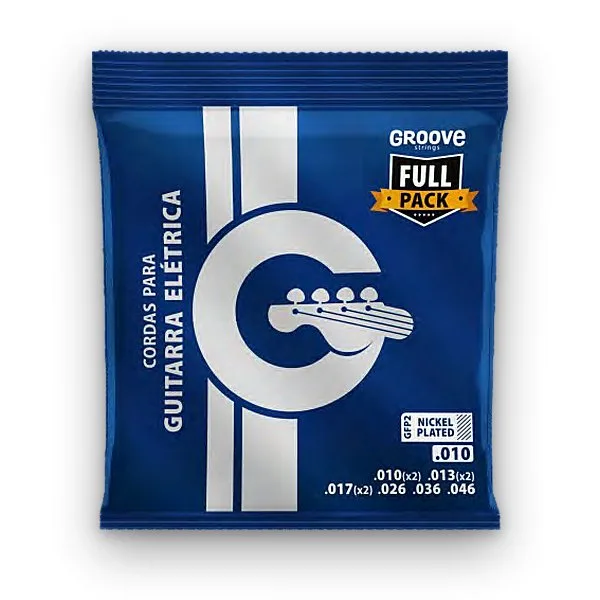 GROOVE
strings
FULL
PACK
CORDAS PARA
GUITARRA ELÉTRICA
GFP2
NICKEL
PLATED
.010
.010(x2) .013(x2)
.017(x2) .026 .036 .046